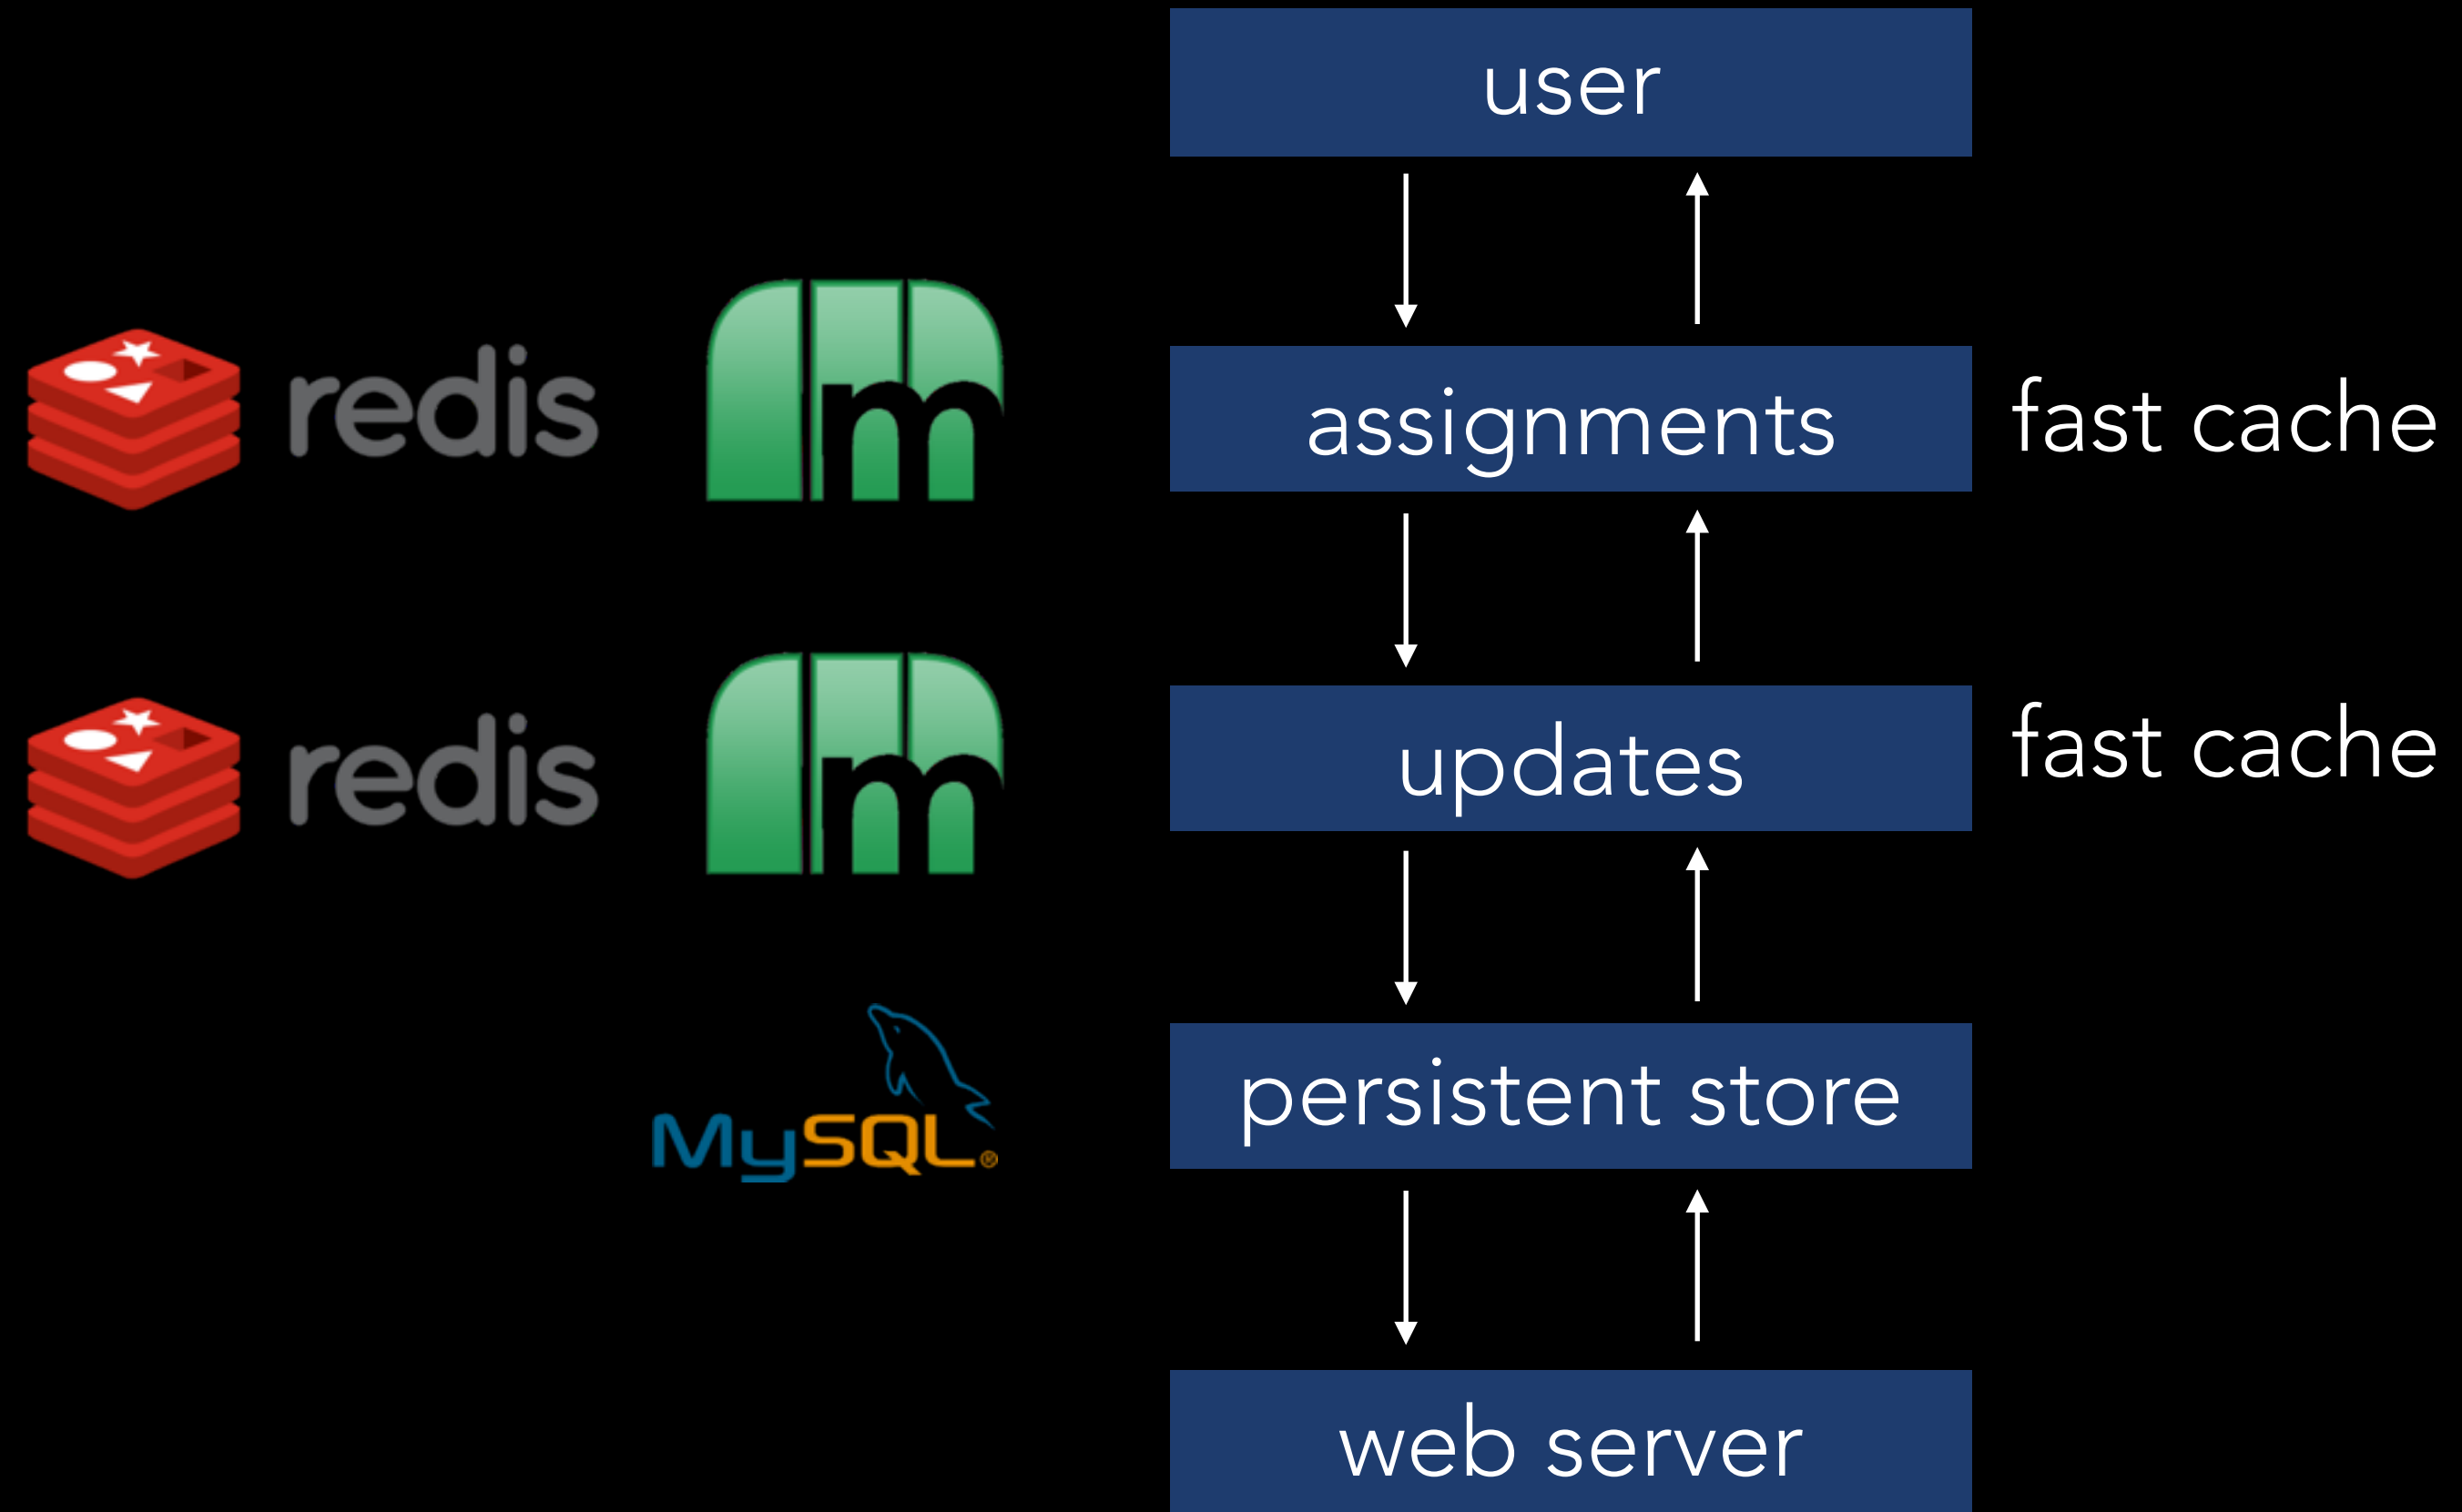 user
redis
m
assignments
fast cache
redis
m
updates
fast cache
MySQL®
persistent store
web server